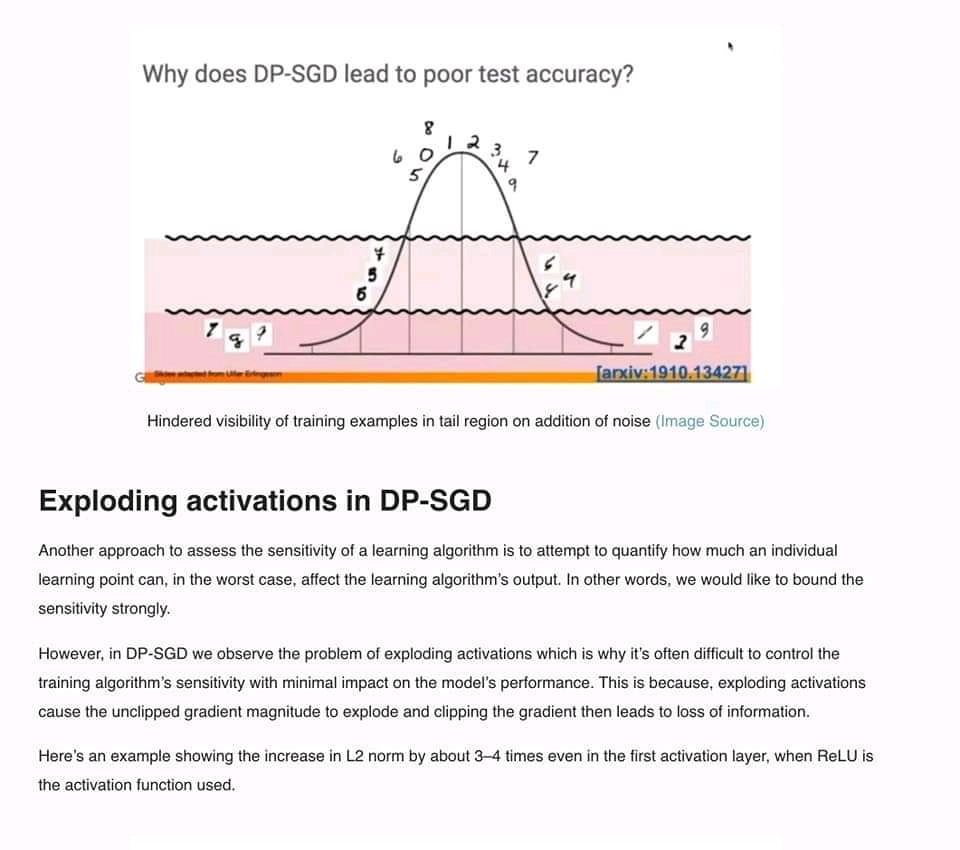 Why does DP-SGD lead to poor test accuracy?
8
6 0 1 2 3 7
5 4
9
7
5
6
4
7
8 ?
2 9
Slides adapted from Ulfar Erlingsson
[arxiv:1910.13427]
Hindered visibility of training examples in tail region on addition of noise (Image Source)
Exploding activations in DP-SGD
Another approach to assess the sensitivity of a learning algorithm is to attempt to quantify how much an individual
learning point can, in the worst case, affect the learning algorithm's output. In other words, we would like to bound the
sensitivity strongly.
However, in DP-SGD we observe the problem of exploding activations which is why it's often difficult to control the
training algorithm's sensitivity with minimal impact on the model's performance. This is because, exploding activations
cause the unclipped gradient magnitude to explode and clipping the gradient then leads to loss of information.
Here's an example showing the increase in L2 norm by about 3–4 times even in the first activation layer, when ReLU is
the activation function used.